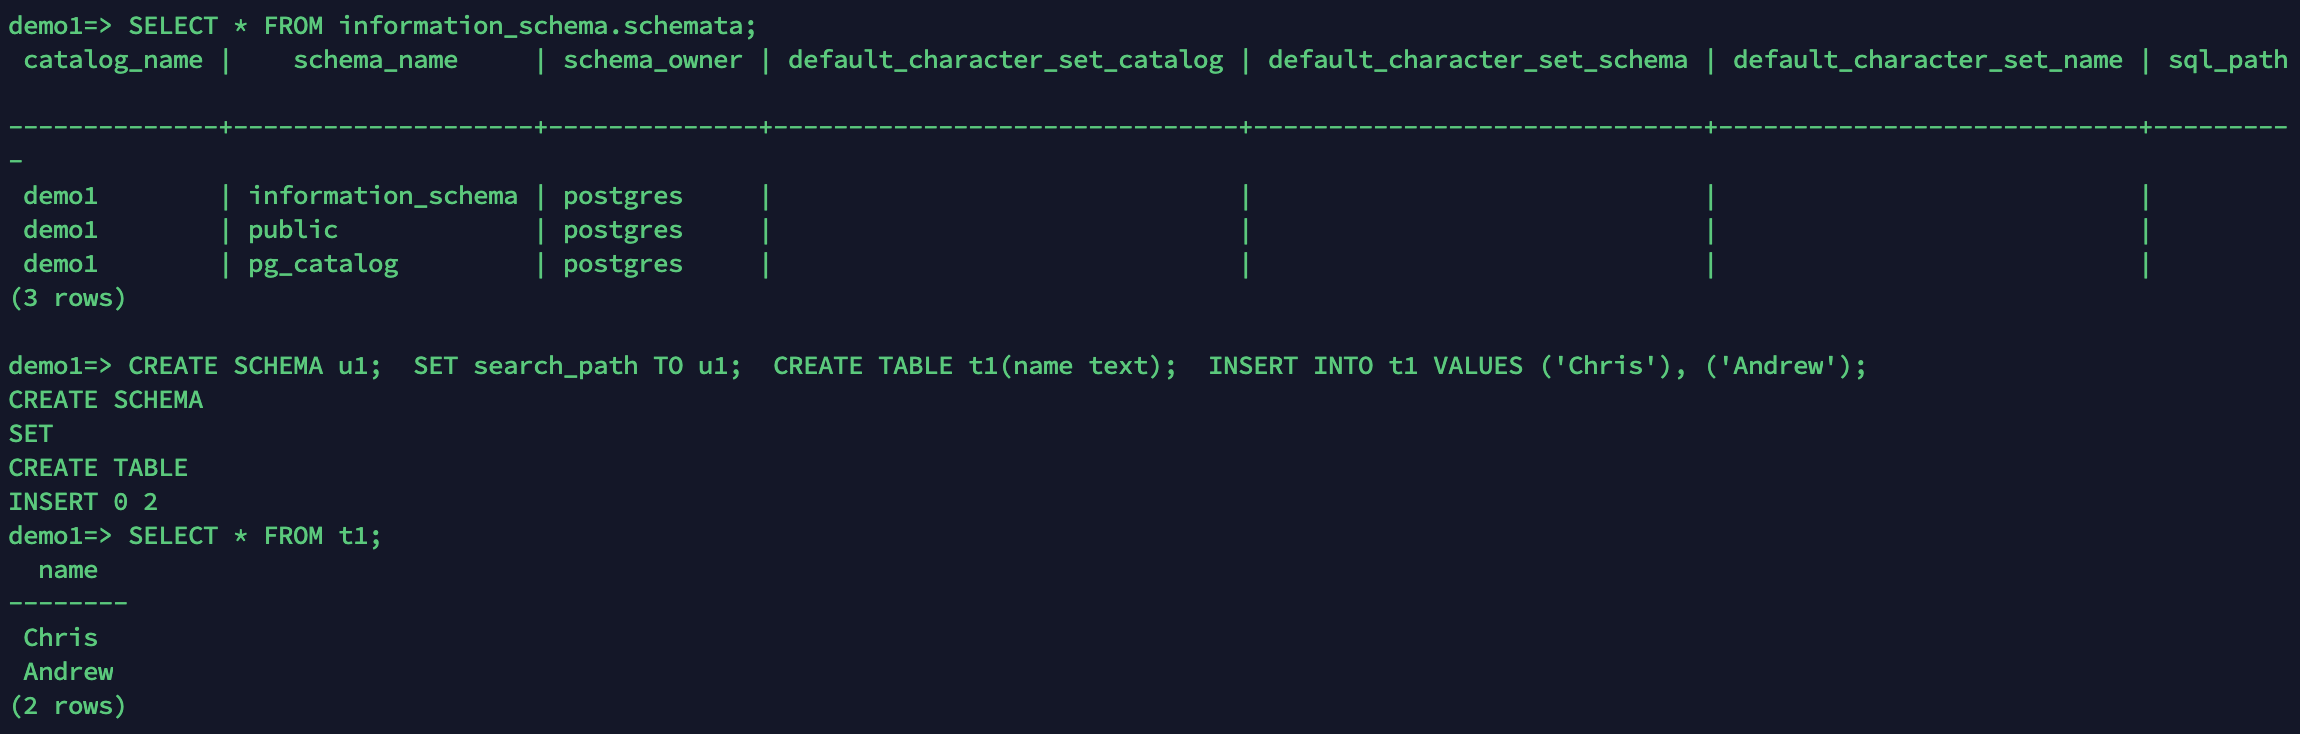 demo1=> SELECT * FROM information_schema.schemata;
 catalog_name |    schema_name     | schema_owner | default_character_set_catalog | default_character_set_schema | default_character_set_name | sql_path
--------------+--------------------+--------------+-------------------------------+------------------------------+----------------------------+---------
-
 demo1        | information_schema | postgres     |                               |                              |                            |
 demo1        | public             | postgres     |                               |                              |                            |
 demo1        | pg_catalog         | postgres     |                               |                              |                            |
(3 rows)
demo1=> CREATE SCHEMA u1;  SET search_path TO u1;  CREATE TABLE t1(name text);  INSERT INTO t1 VALUES ('Chris'), ('Andrew');
CREATE SCHEMA
SET
CREATE TABLE
INSERT 0 2
demo1=> SELECT * FROM t1;
  name
--------
 Chris
 Andrew
(2 rows)